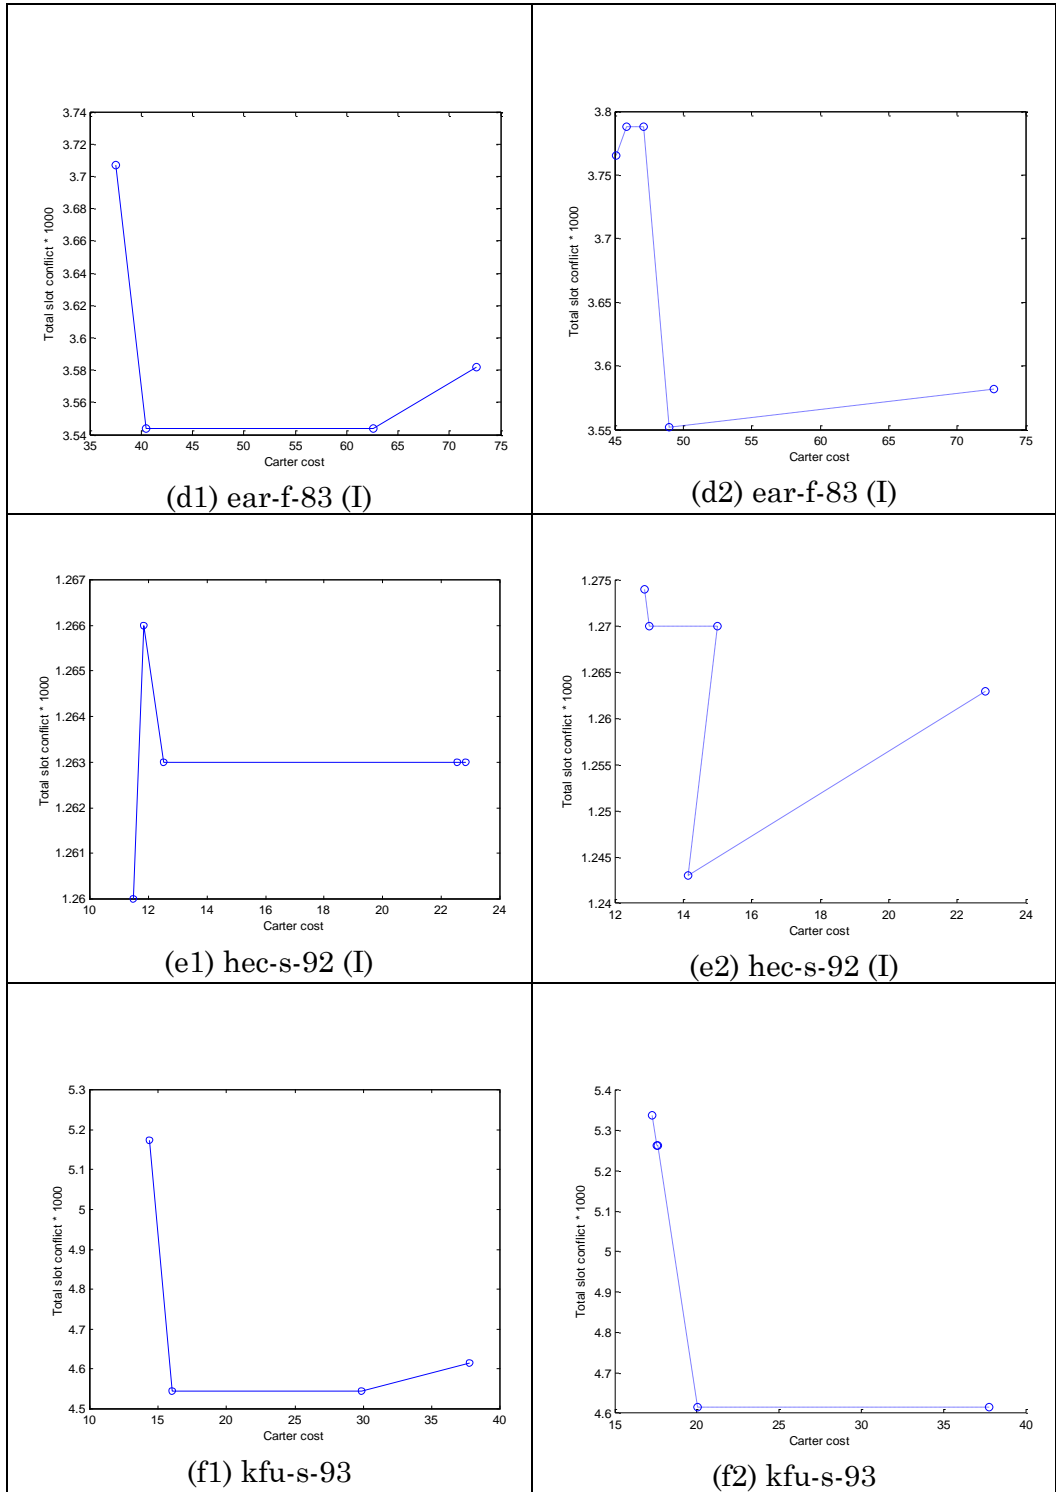 3.74
3.72
3.7
3.68
3.66
3.64
3.62
3.6
3.58
3.56
3.54
35 40 45 50 55 60 65 70 75
Total slot conflict * 1000
Carter cost
(d1) ear-f-83 (I)
3.8
3.75
3.7
3.65
3.6
3.55
45 50 55 60 65 70 75
Total slot conflict * 1000
Carter cost
(d2) ear-f-83 (I)
1.267
1.266
1.265
1.264
1.263
1.262
1.261
1.26
10 12 14 16 18 20 22 24
Total slot conflict * 1000
Carter cost
(e1) hec-s-92 (I)
1.275
1.27
1.265
1.26
1.255
1.25
1.245
1.24
12 14 16 18 20 22 24
Total slot conflict * 1000
Carter cost
(e2) hec-s-92 (I)
5.3
5.2
5.1
5
4.9
4.8
4.7
4.6
4.5
10 15 20 25 30 35 40
Total slot conflict * 1000
Carter cost
(f1) kfu-s-93
5.4
5.3
5.2
5.1
5
4.9
4.8
4.7
4.6
15 20 25 30 35 40
Total slot conflict * 1000
Carter cost
(f2) kfu-s-93